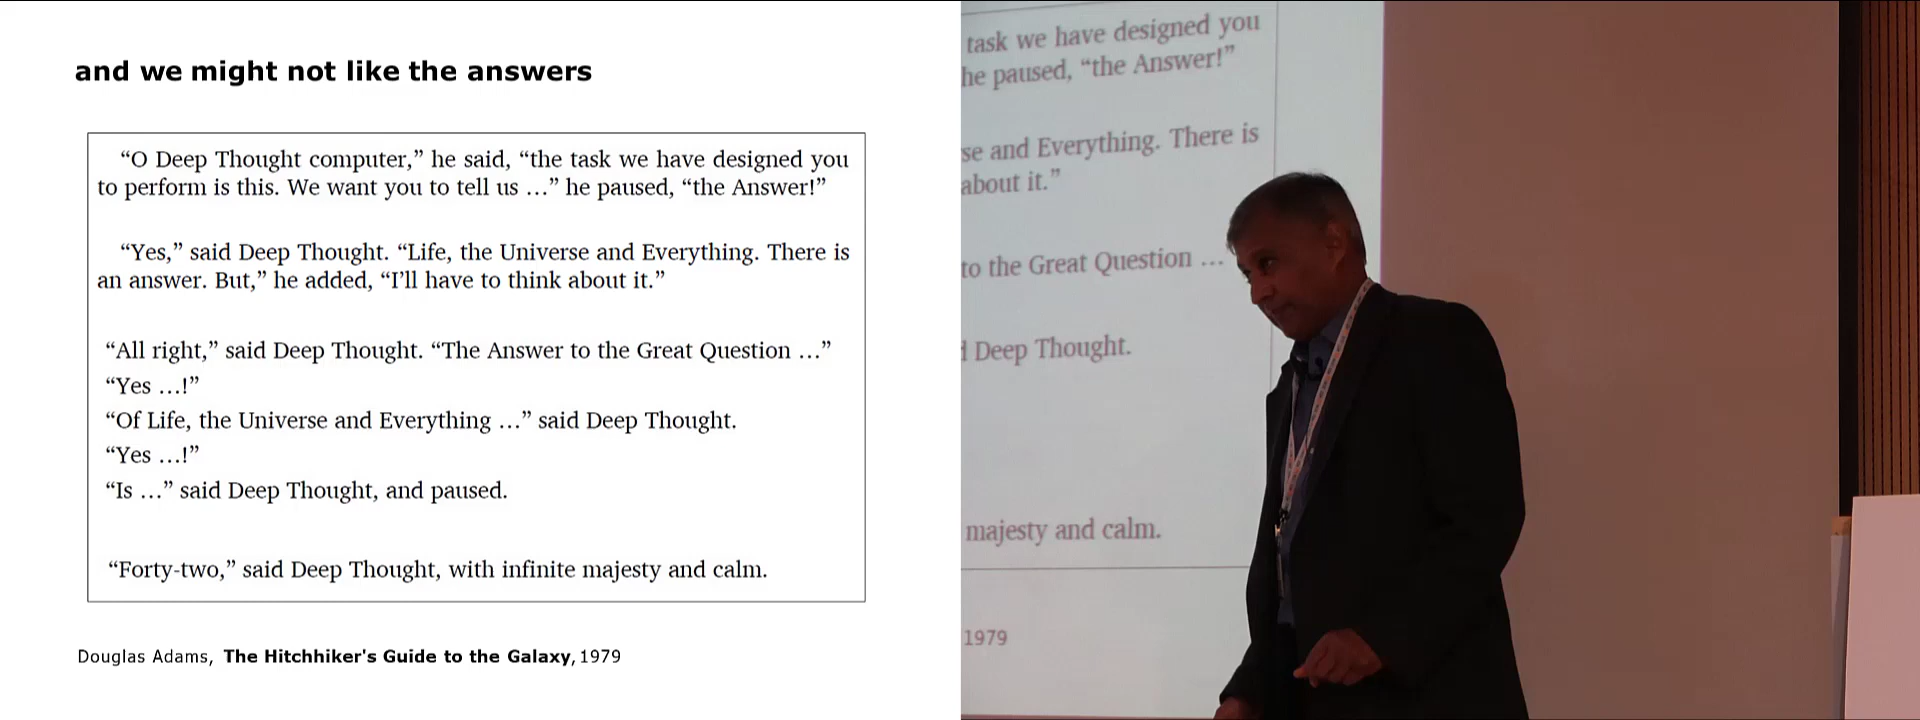 and we might not like the answers
“O Deep Thought computer,” he said, “the task we have designed you
to perform is this. We want you to tell us …” he paused, “the Answer!”
“Yes,” said Deep Thought. “Life, the Universe and Everything. There is
an answer. But,” he added, “I’ll have to think about it.”
“All right,” said Deep Thought. “The Answer to the Great Question …”
“Yes …!”
“Of Life, the Universe and Everything …” said Deep Thought.
“Yes …!”
“Is …” said Deep Thought, and paused.
“Forty-two,” said Deep Thought, with infinite majesty and calm.
Douglas Adams, The Hitchhiker's Guide to the Galaxy, 1979
task we have designed you
he paused, “the Answer!”
se and Everything. There is
about it.”
to the Great Question …
d Deep Thought.
majesty and calm.
1979